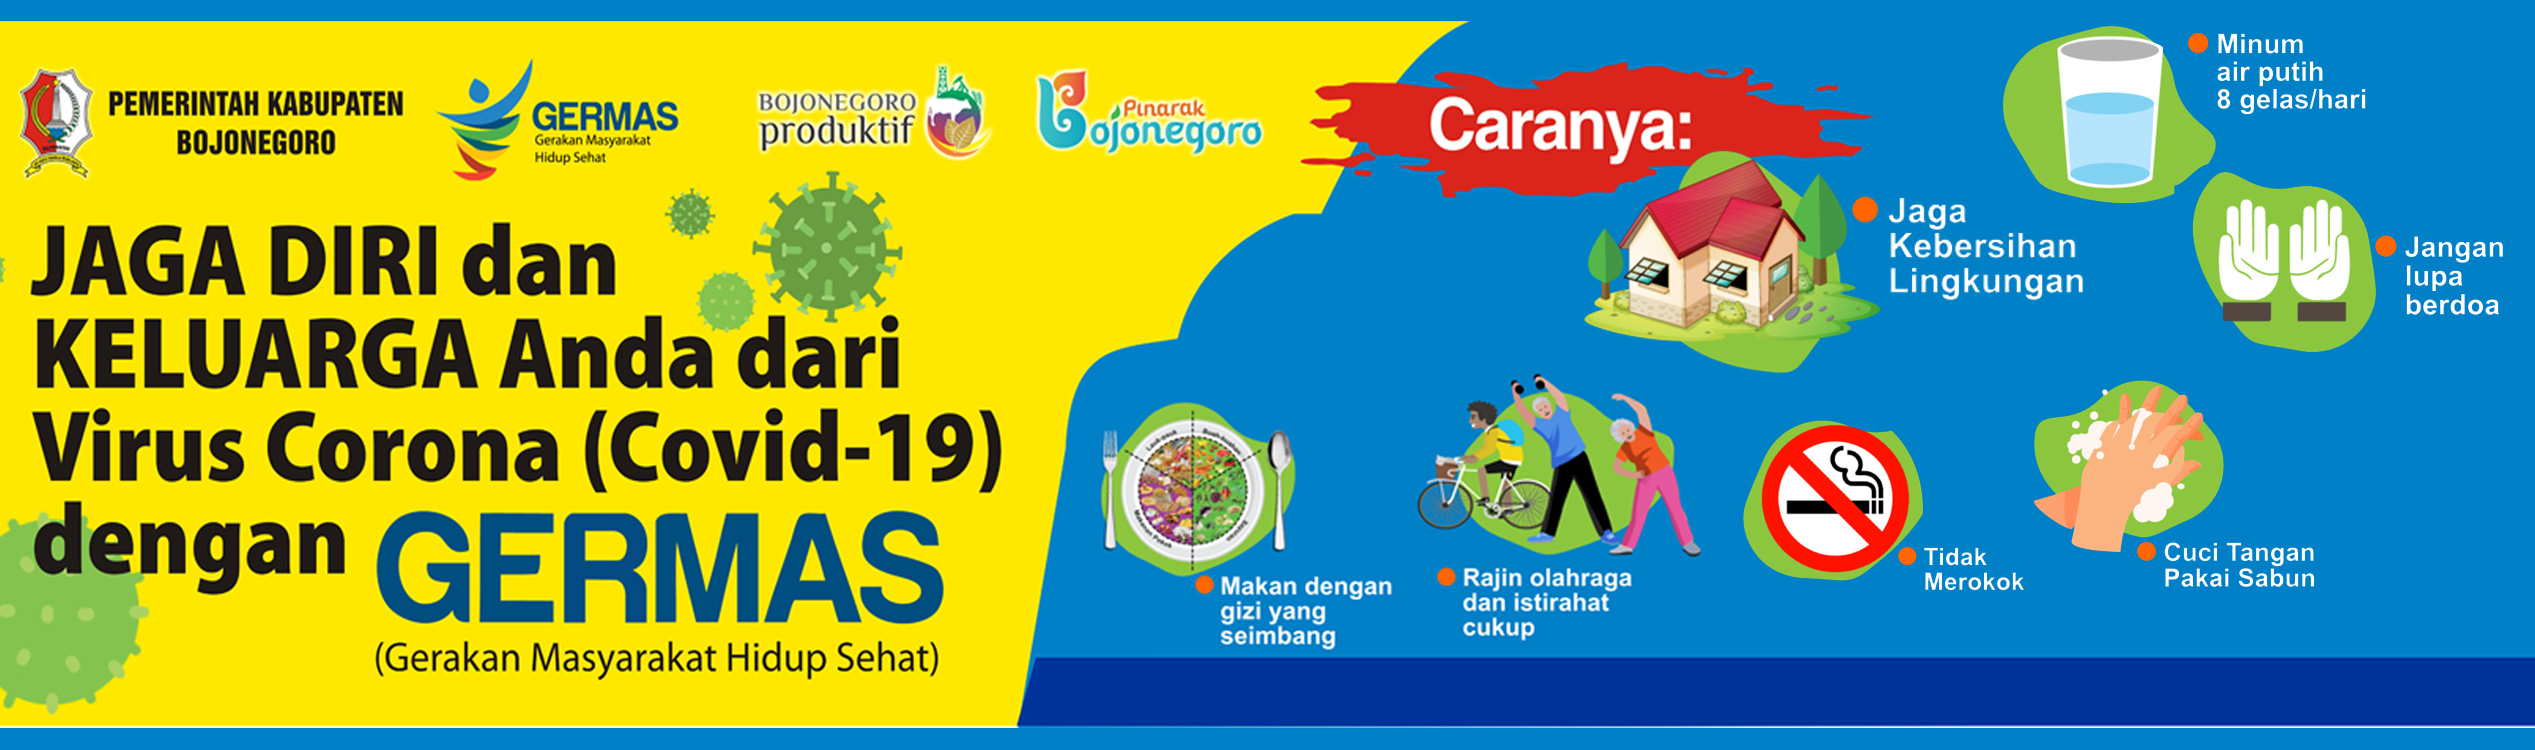 PEMERINTAH KABUPATEN
BOJONEGORO
GERMAS
Gerakan Masyarakat
Hidup Sehat
BOJONEGORO
produktif
Pinarak
Bojonegoro
JAGA DIRI dan
KELUARGA Anda dari
Virus Corona (Covid-19)
dengan GERMAS
(Gerakan Masyarakat Hidup Sehat)
Caranya:
Minum
air putih
8 gelas/hari
Jaga
Kebersihan
Lingkungan
Jangan
lupa
berdoa
Makan dengan
gizi yang
seimbang
Rajin olahraga
dan istirahat
cukup
Tidak
Merokok
Cuci Tangan
Pakai Sabun